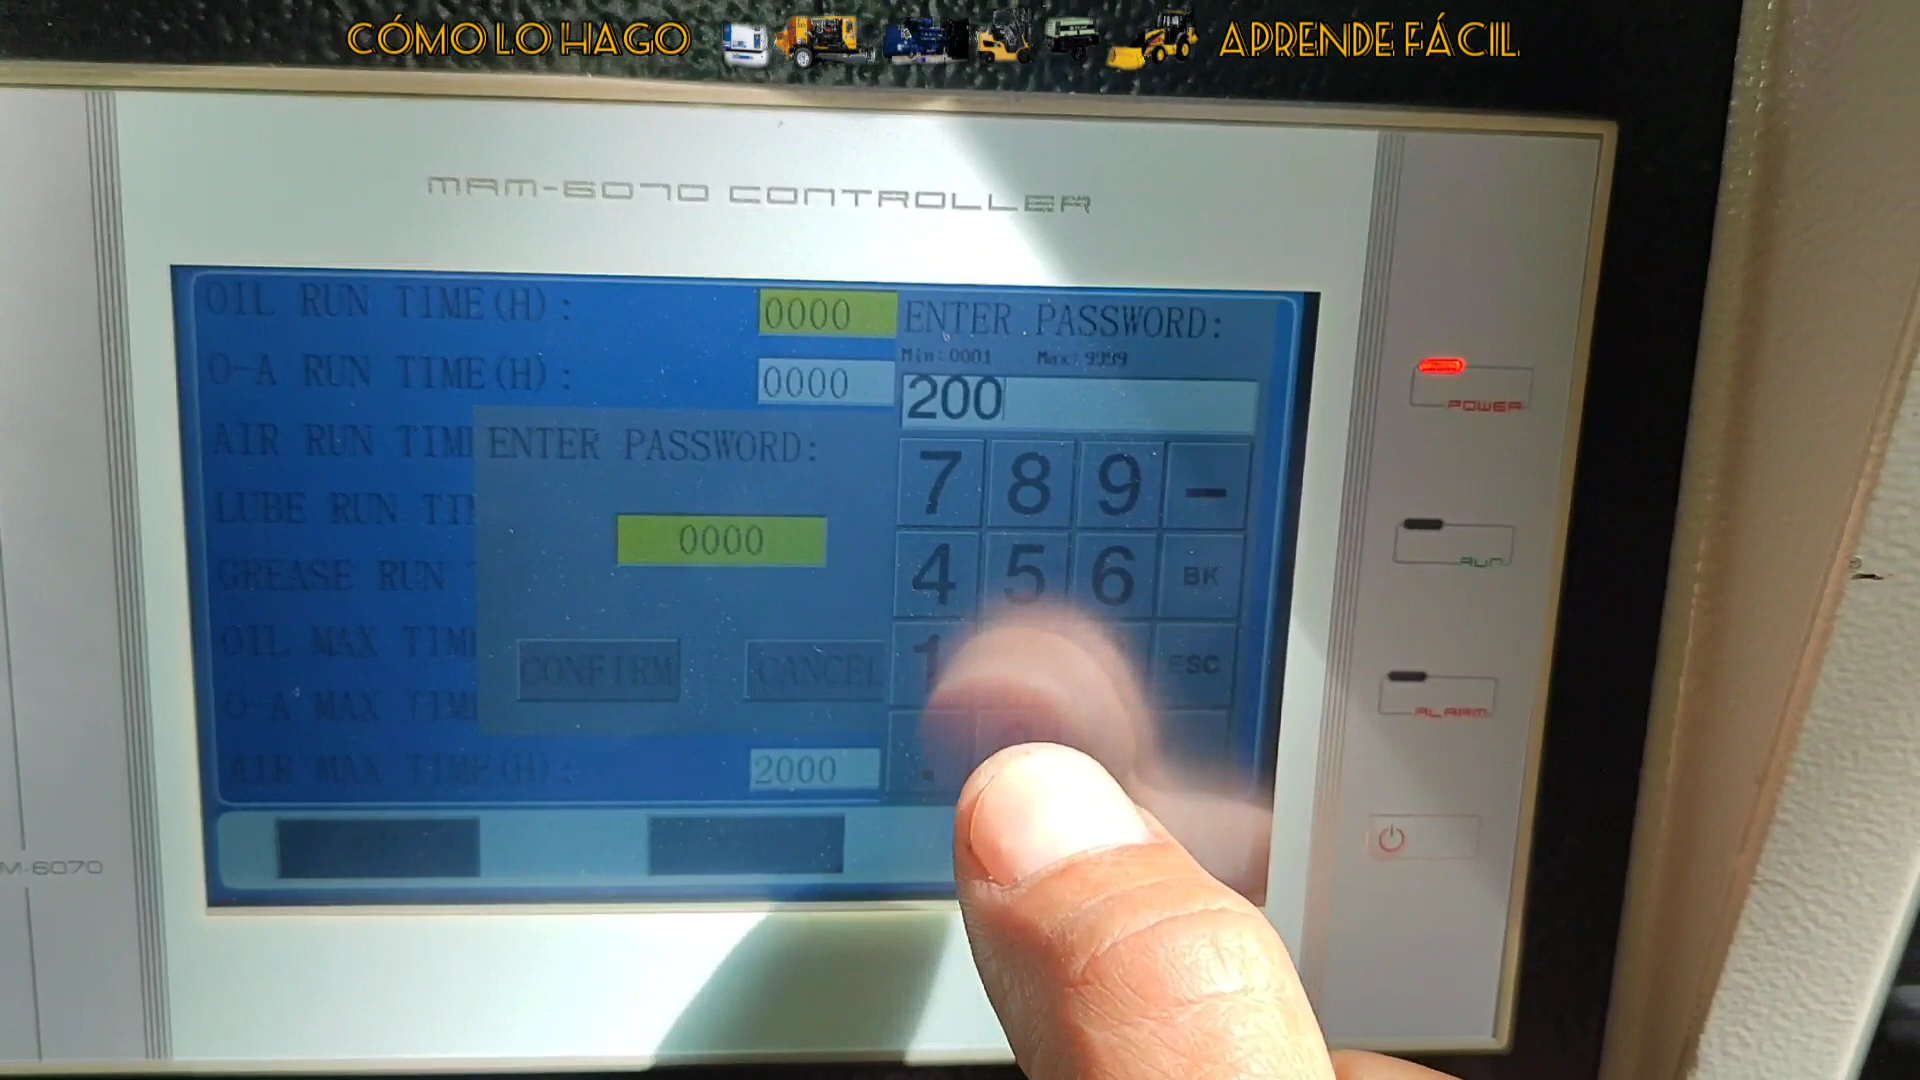 CÓMO LO HAGO APRENDE FÁCIL
MAM-6070 CONTROLLER
OIL RUN TIME(H): 0000
O-A RUN TIME(H): 0000
AIR RUN TIME
LUBE RUN TI
GREASE RUN
OIL MAX TIME
O-A MAX TIME
AIR MAX TIME(H): 2000
ENTER PASSWORD:
0000
CONFIRM CANCEL
ENTER PASSWORD:
Min:0001 Max:9999
200
7 8 9 -
4 5 6 BK
1 ESC
.
POWER
RUN
ALARM
M-6070